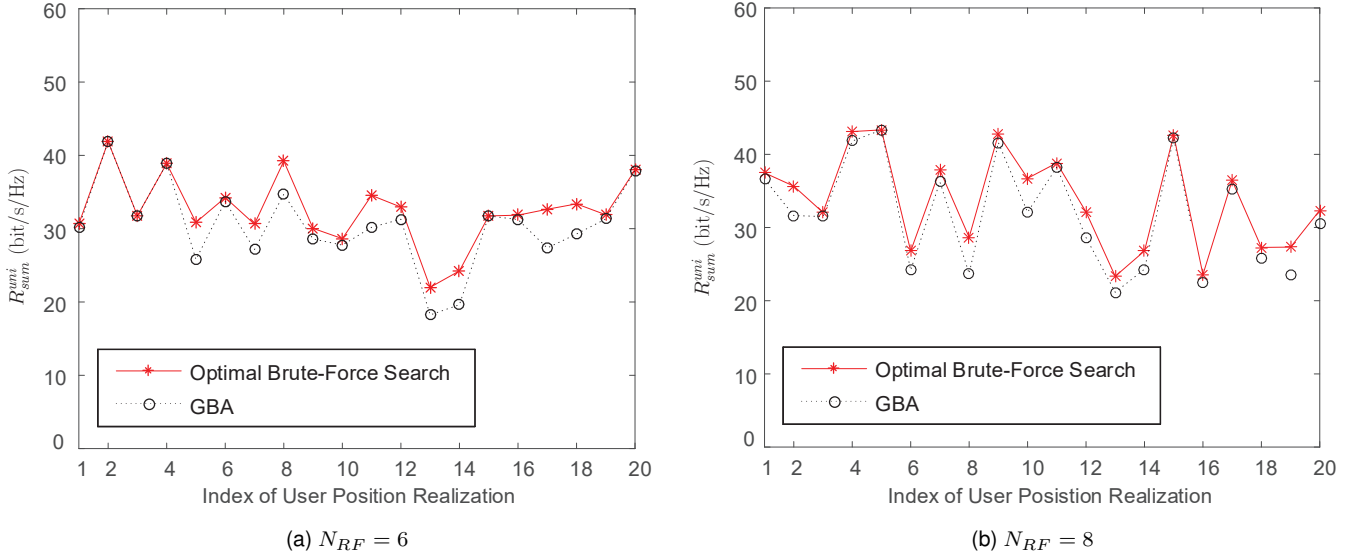 60
50
40
30
20
10
0
R_{sum}^{uni} (bit/s/Hz)
Optimal Brute-Force Search
GBA
1 2 4 6 8 10 12 14 16 18 20
Index of User Position Realization
(a) N_{RF} = 6
60
50
40
30
20
10
0
R_{sum}^{uni} (bit/s/Hz)
Optimal Brute-Force Search
GBA
1 2 4 6 8 10 12 14 16 18 20
Index of User Posistion Realization
(b) N_{RF} = 8